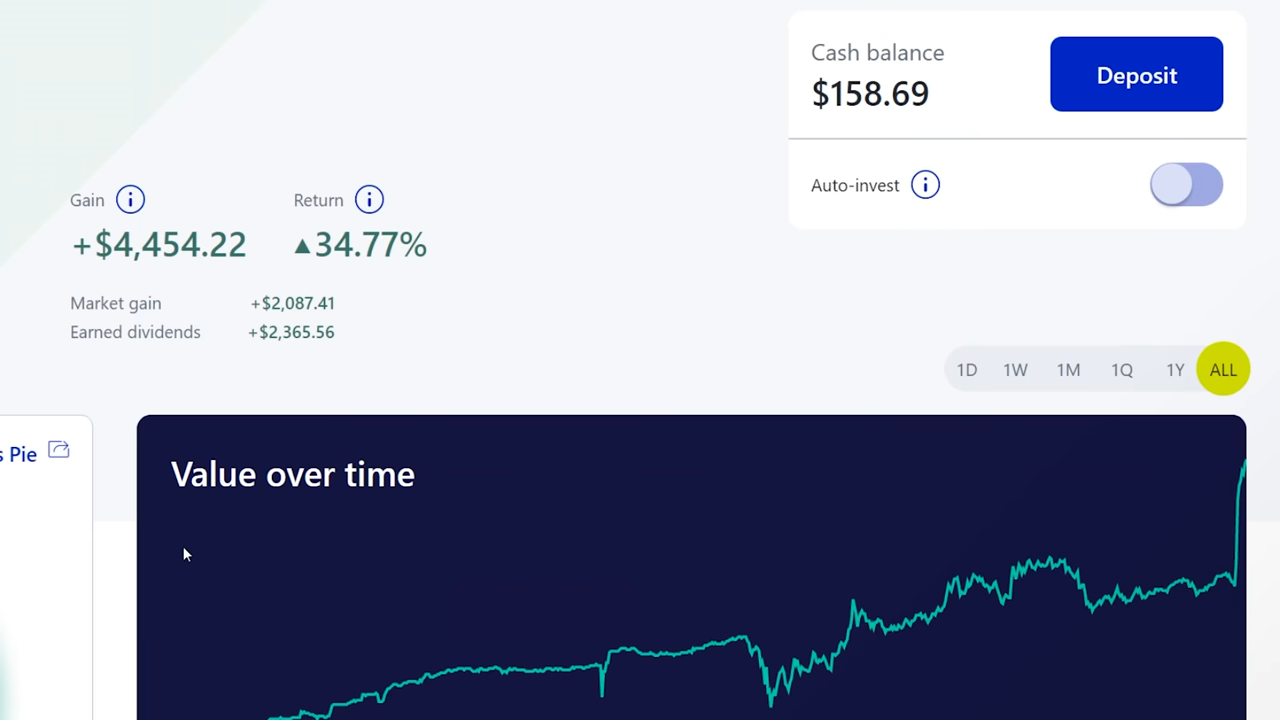 Cash balance
$158.69
Deposit
Auto-invest
Gain
Return
+$4,454.22
▲34.77%
Market gain
+$2,087.41
Earned dividends
+$2,365.56
1D 1W 1M 1Q 1Y ALL
s Pie
Value over time